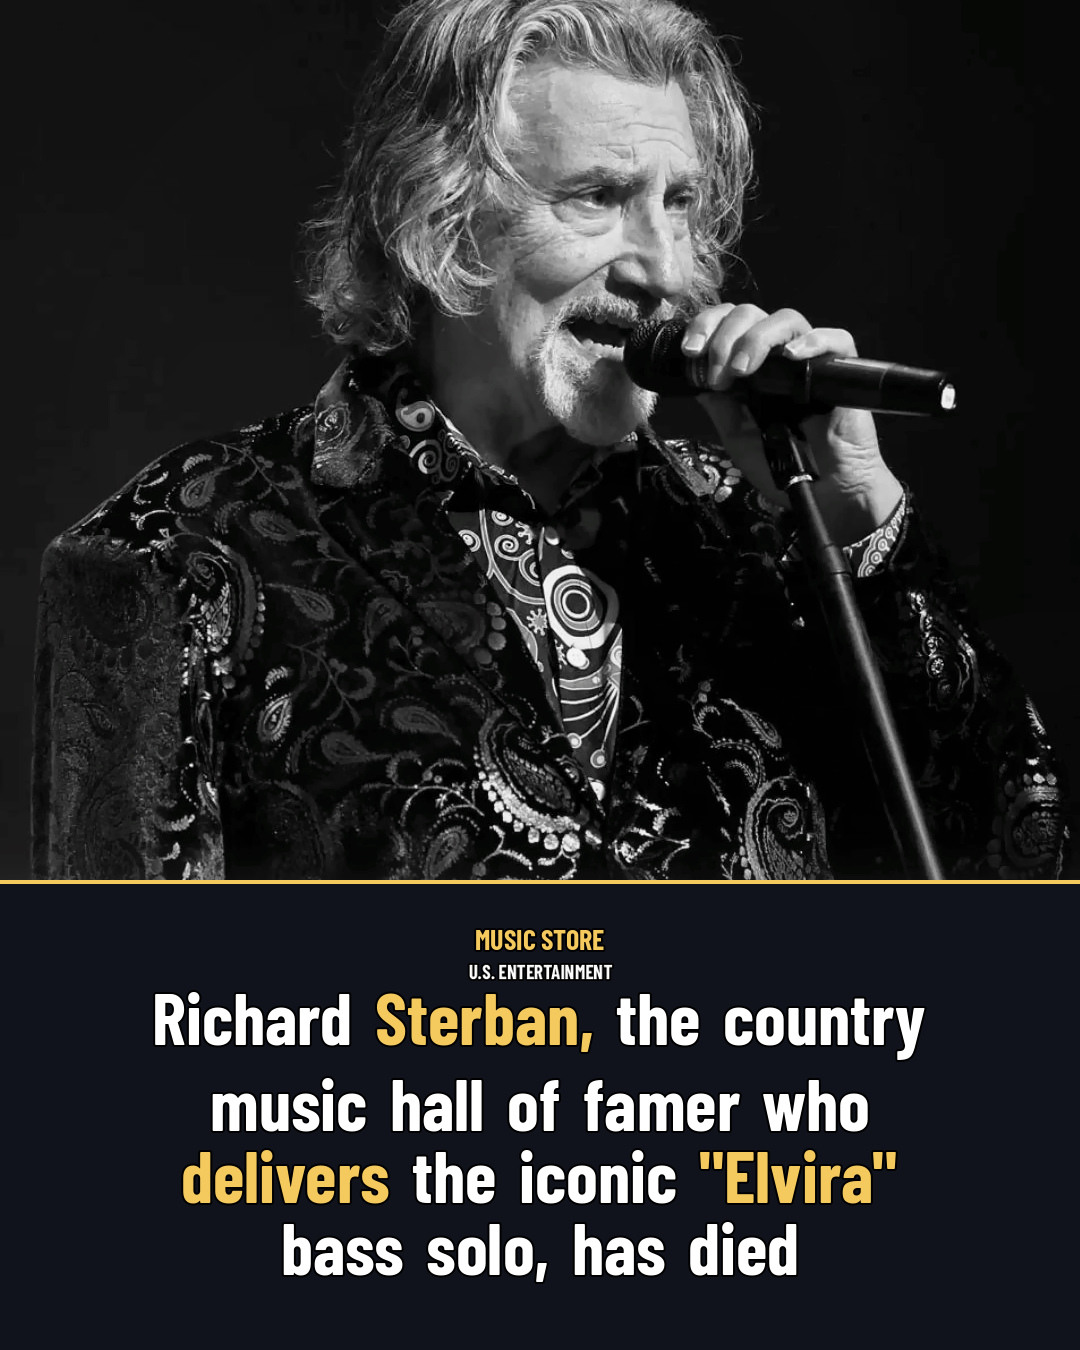 MUSIC STORE
U.S. ENTERTAINMENT
Richard Sterban, the country
music hall of famer who
delivers the iconic "Elvira"
bass solo, has died